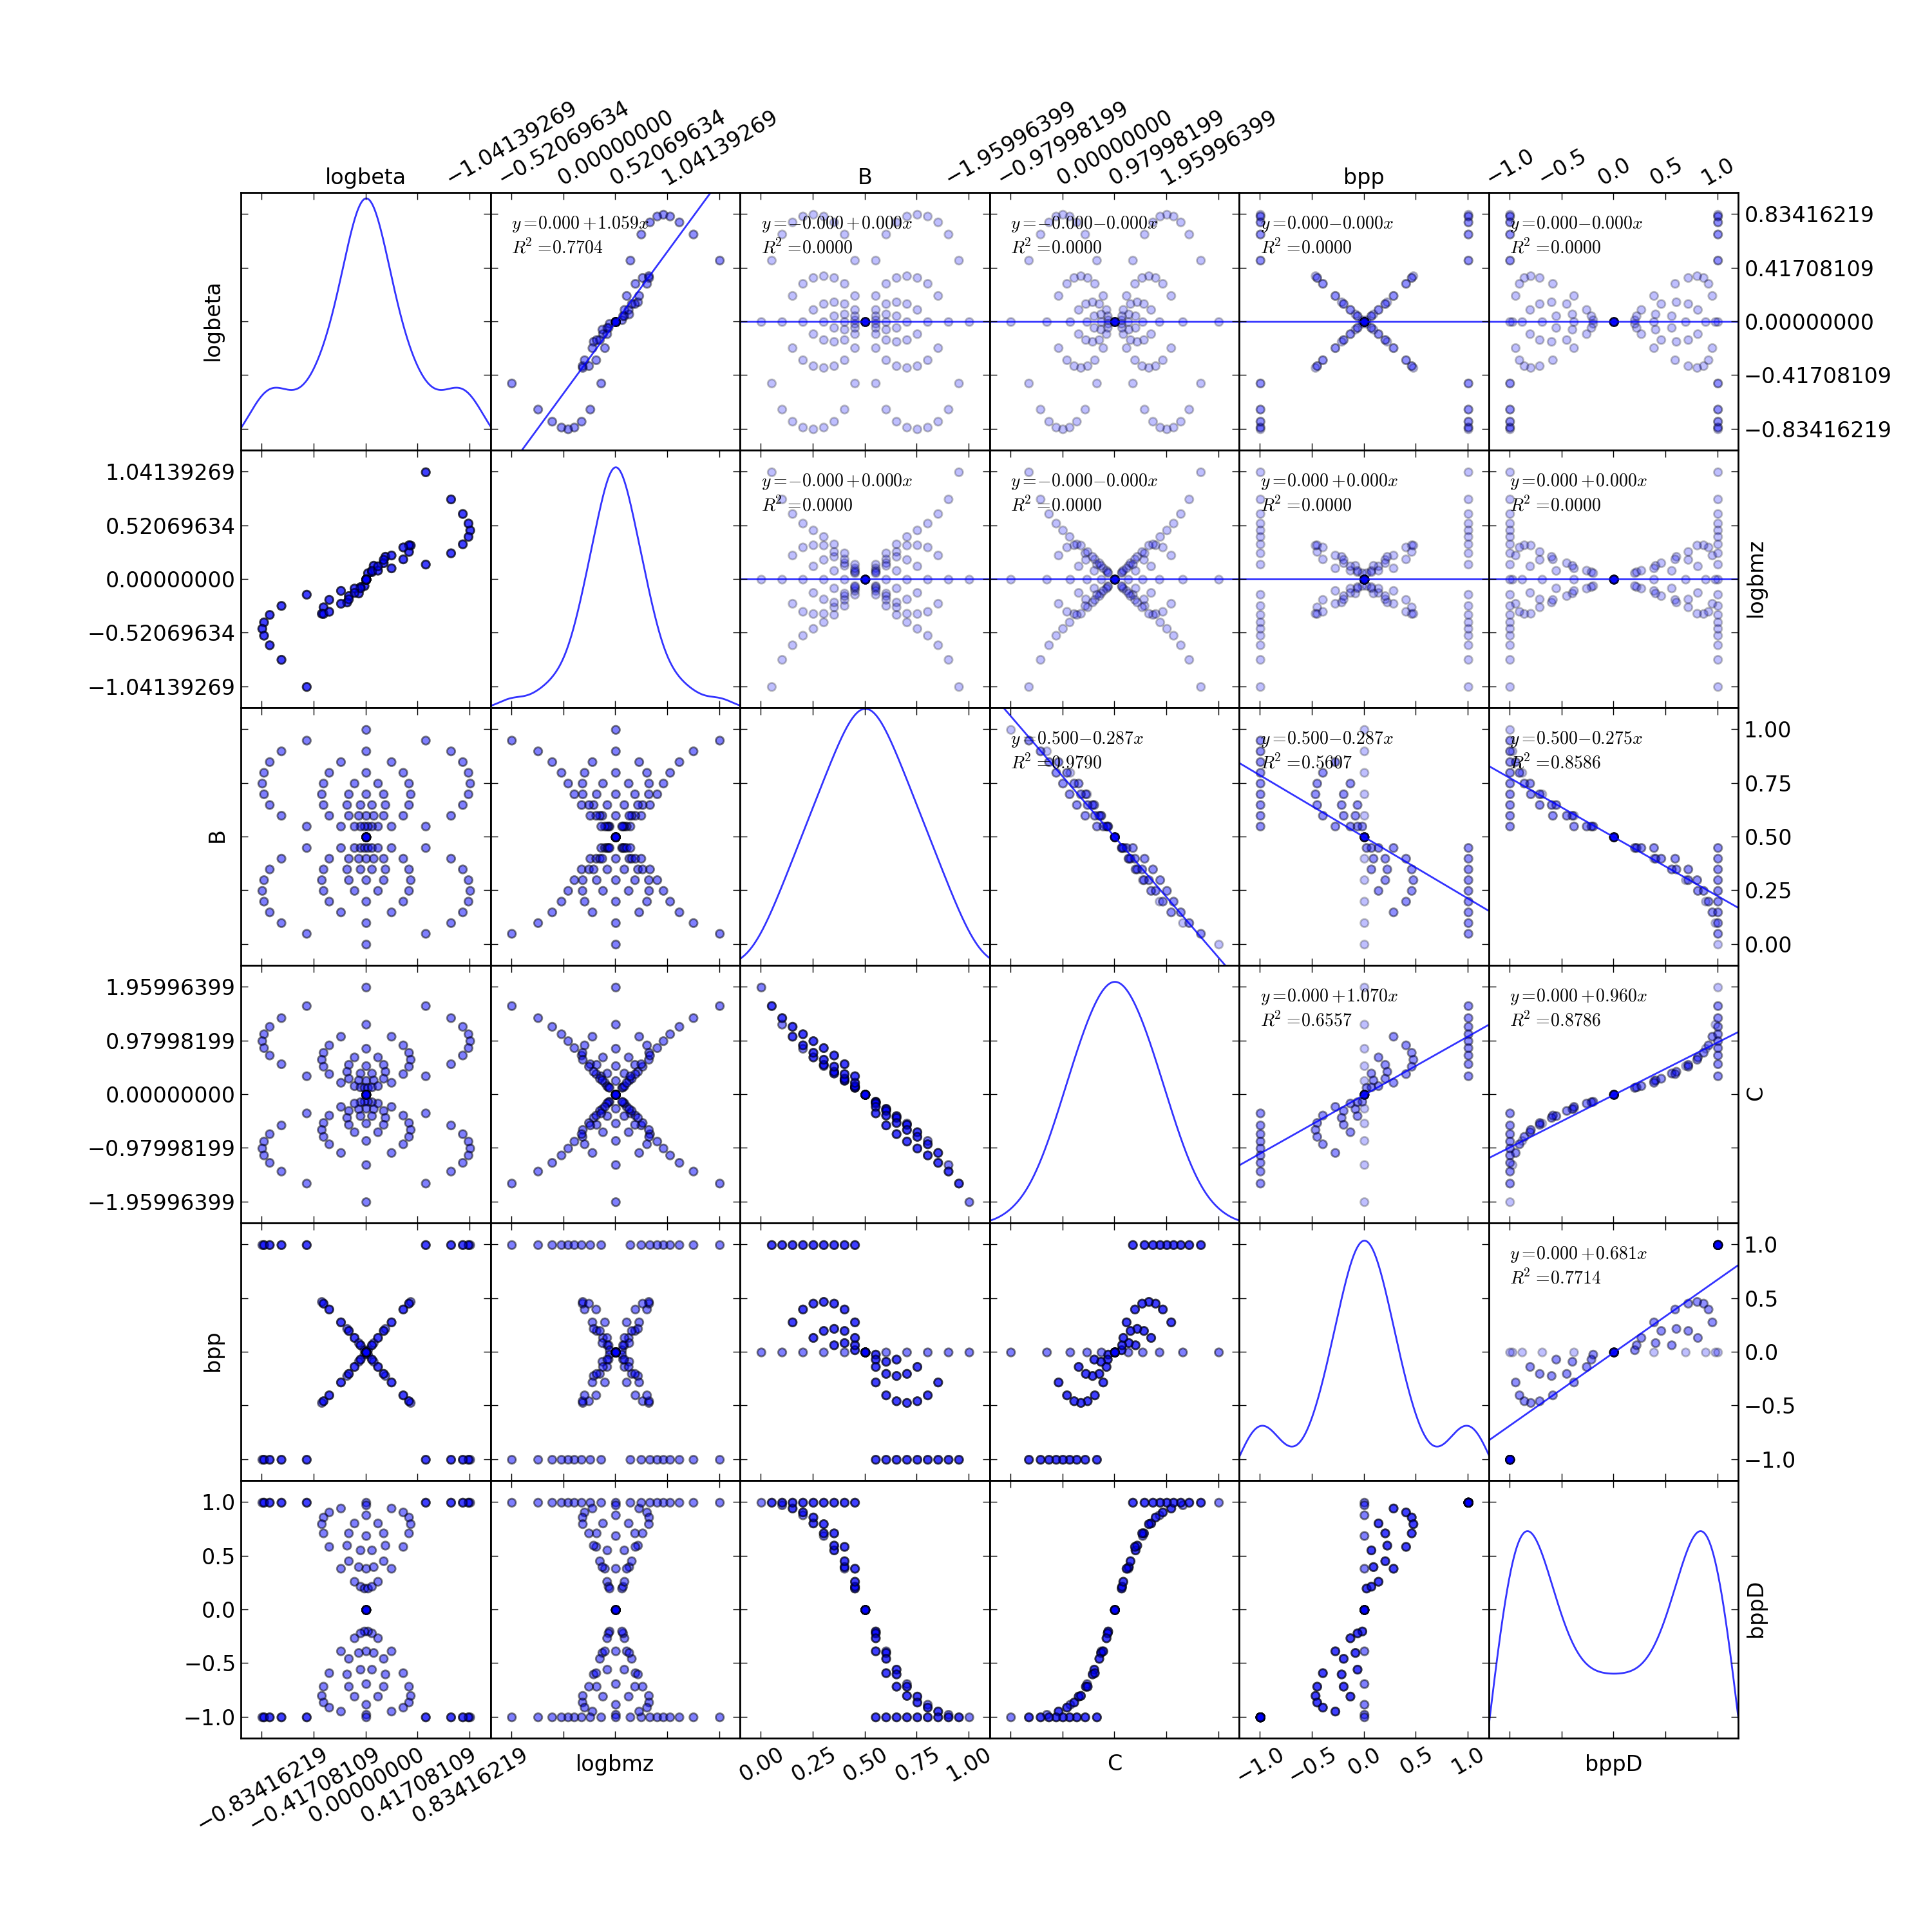 −1.04139269 −0.52069634 0.00000000 0.52069634 1.04139269 −1.95996399 −0.97998199 0.00000000 0.97998199 1.95996399 −1.0 −0.5 0.0 0.5 1.0
logbeta B bpp
logbeta
y=0.000+1.059x
R² =0.7704
y=−0.000+0.000x
R² =0.0000
y=−0.000−0.000x
R² =0.0000
y=0.000−0.000x
R² =0.0000
y=0.000−0.000x
R² =0.0000
0.83416219
0.41708109
0.00000000
−0.41708109
−0.83416219
1.04139269
0.52069634
0.00000000
−0.52069634
−1.04139269
y=−0.000+0.000x
R² =0.0000
y=−0.000−0.000x
R² =0.0000
y=0.000+0.000x
R² =0.0000
y=0.000+0.000x
R² =0.0000
logbmz
B
y=0.500−0.287x
R² =0.9790
y=0.500−0.287x
R² =0.5607
y=0.500−0.275x
R² =0.8586
1.00
0.75
0.50
0.25
0.00
1.95996399
0.97998199
0.00000000
−0.97998199
−1.95996399
y=0.000+1.070x
R² =0.6557
y=0.000+0.960x
R² =0.8786
C
bpp
y=0.000+0.681x
R² =0.7714
1.0
0.5
0.0
−0.5
−1.0
1.0
0.5
0.0
−0.5
−1.0
bppD
−0.83416219 −0.41708109 0.00000000 0.41708109 0.83416219 logbmz 0.00 0.25 0.50 0.75 1.00 C −1.0 −0.5 0.0 0.5 1.0 bppD